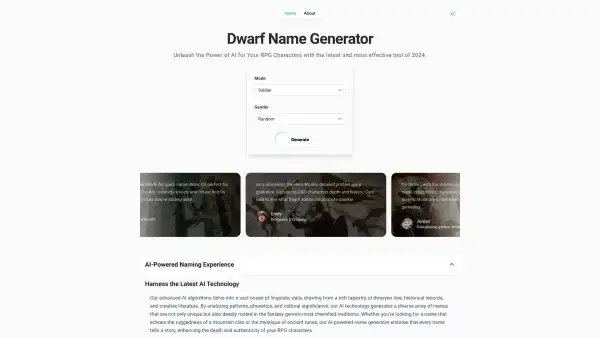 Home About
Dwarf Name Generator
Unleash the Power of AI for Your RPG Characters with the latest and most effective tool of 2024.
Mode
Soldier
Gender
Random
Generate
Emily
Jordan
AI-Powered Naming Experience
Harness the Latest AI Technology
Our advanced AI algorithms delve into a vast ocean of linguistic data, drawing from a rich tapestry of dwarven lore, historical records,
and creative literature. By analyzing patterns, phonetics, and cultural significance, our AI technology generates a diverse array of names
that are not only unique but also deeply rooted in the fantasy genre's most cherished traditions. Whether you're looking for a name that
echoes the ruggedness of a mountain clan or the mystique of ancient runes, our AI-powered name generator ensures that every name
tells a story, enhancing the depth and authenticity of your RPG characters.